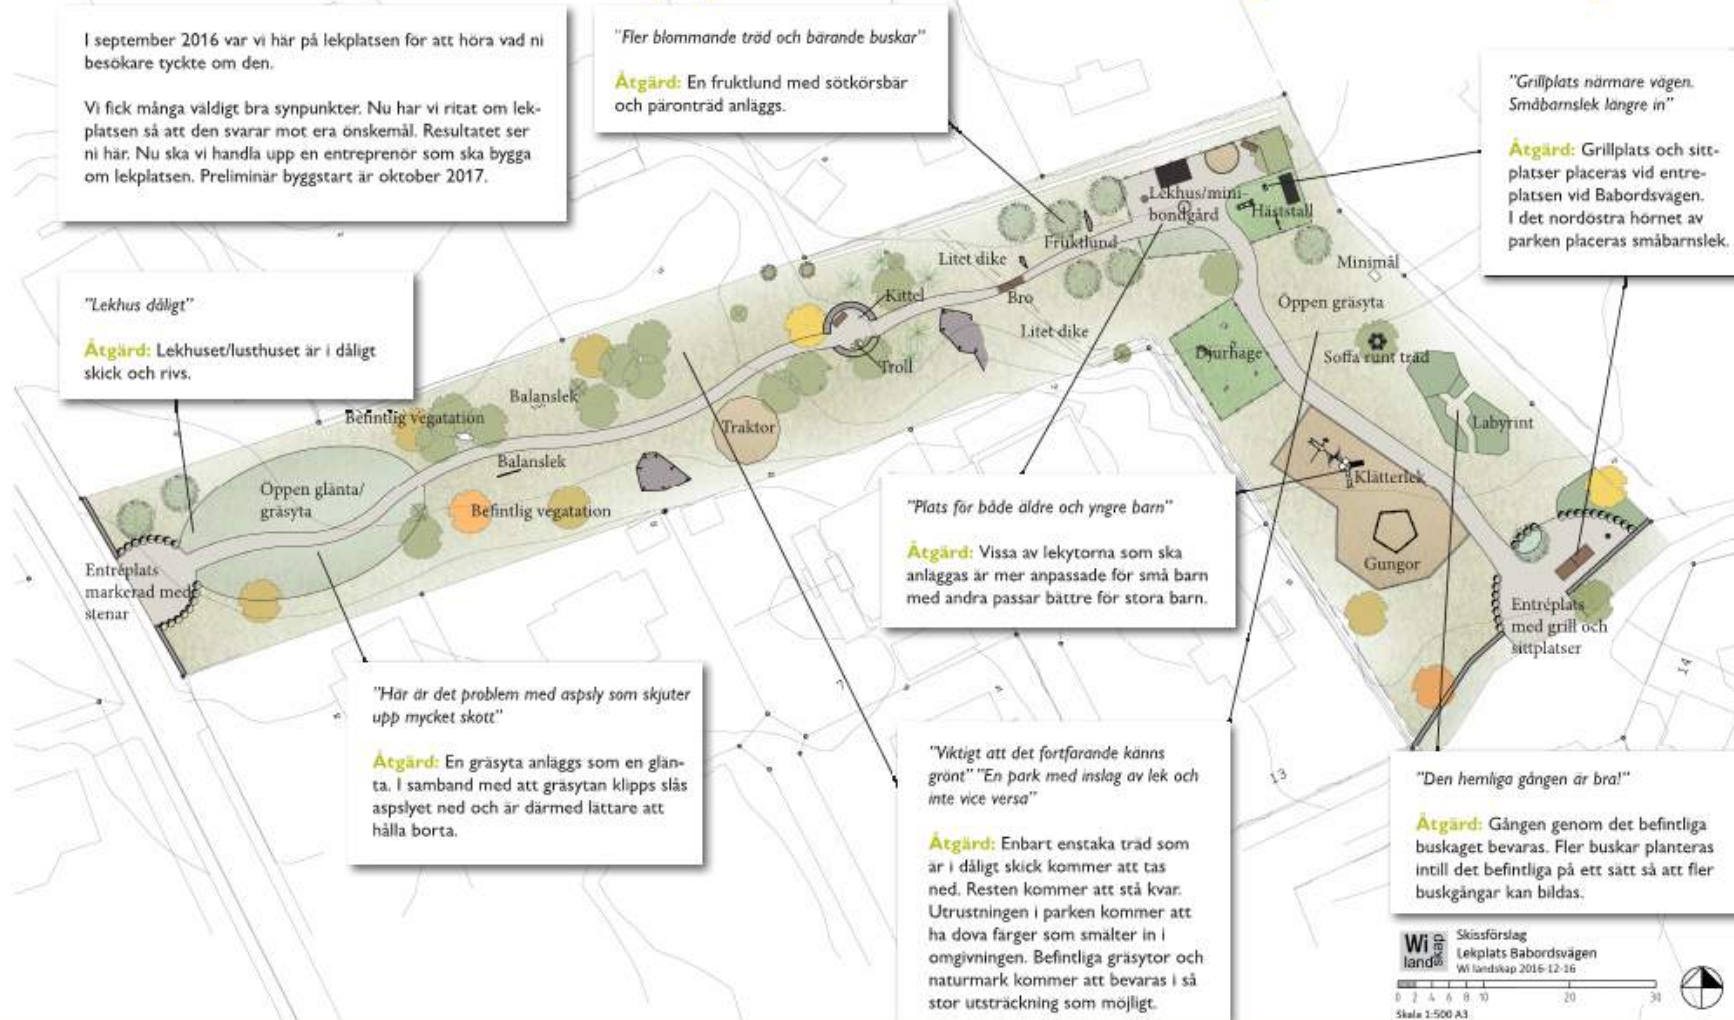 I september 2016 var vi här på lekplatsen för att höra vad ni
besökare tyckte om den.
Vi fick många väldigt bra synpunkter. Nu har vi ritat om lek-
platsen så att den svarar mot era önskemål. Resultatet ser
ni här. Nu ska vi handla upp en entreprenör som ska bygga
om lekplatsen. Preliminär byggstart är oktober 2017.
"Fler blommande träd och bärande buskar"
Åtgärd: En fruktlund med sötkörsbär
och päronträd anläggs.
"Grillplats närmare vägen.
Småbarnslek längre in"
Åtgärd: Grillplats och sitt-
platser placeras vid entré-
platsen vid Babordsvägen.
I det nordöstra hörnet av
parken placeras småbarnslek.
"Lekhus dåligt"
Åtgärd: Lekhuset/lusthuset är i dåligt
skick och rivs.
Lekhus/mini-
bondgård
Häststall
Fruktlund
Litet dike
Minimål
Kittel
Bro
Öppen gräsyta
Litet dike
Djurhage
Soffa runt träd
Troll
Balanslek
Befintlig vegatation
Traktor
Labyrint
Balanslek
Klätterlek
Öppen glänta/
gräsyta
Befintlig vegatation
Gungor
Entréplats
markerad med
stenar
Entréplats
med grill och
sittplatser
"Plats för både äldre och yngre barn"
Åtgärd: Vissa av lekytorna som ska
anläggas är mer anpassade för små barn
med andra passar bättre för stora barn.
"Här är det problem med aspsly som skjuter
upp mycket skott"
Åtgärd: En gräsyta anläggs som en glän-
ta. I samband med att gräsytan klipps slås
aspslyet ned och är därmed lättare att
hålla borta.
"Viktigt att det fortfarande känns
grönt" "En park med inslag av lek och
inte vice versa"
Åtgärd: Enbart enstaka träd som
är i dåligt skick kommer att tas
ned. Resten kommer att stå kvar.
Utrustningen i parken kommer att
ha dova färger som smälter in i
omgivningen. Befintliga gräsytor och
naturmark kommer att bevaras i så
stor utsträckning som möjligt.
14
13
"Den hemliga gången är bra!"
Åtgärd: Gången genom det befintliga
buskaget bevaras. Fler buskar planteras
intill det befintliga på ett sätt så att fler
buskgångar kan bildas.
Wi landskap
Skissförslag
Lekplats Babordsvägen
Wi landskap 2016-12-16
0 2 4 6 8 10 20 30
Skala 1:500 A3